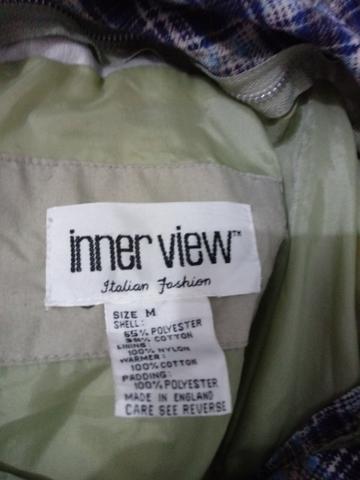 inner view™
Italian Fashion
SIZE M
SHELL:
65% POLYESTER
35% COTTON
LINING:
100% NYLON
WARMER:
100% COTTON
PADDING:
100% POLYESTER
MADE IN ENGLAND
CARE SEE REVERSE